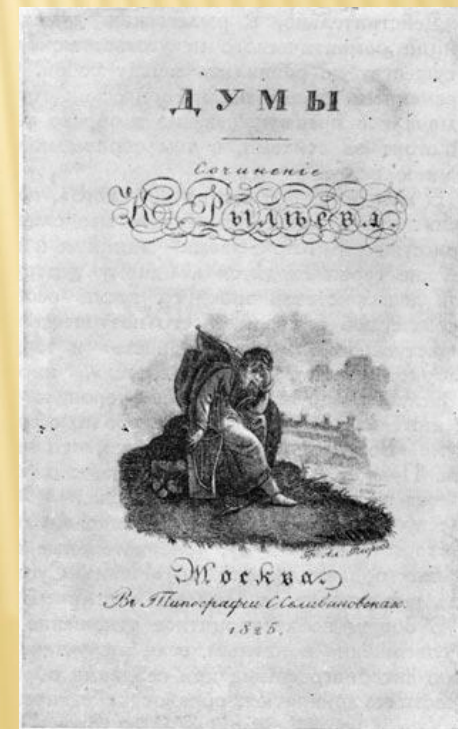 ДУМЫ
Сочиненіе
К. Рылѣева.
Москва.
Въ Типографіи С. Селивановскаго.
1825.